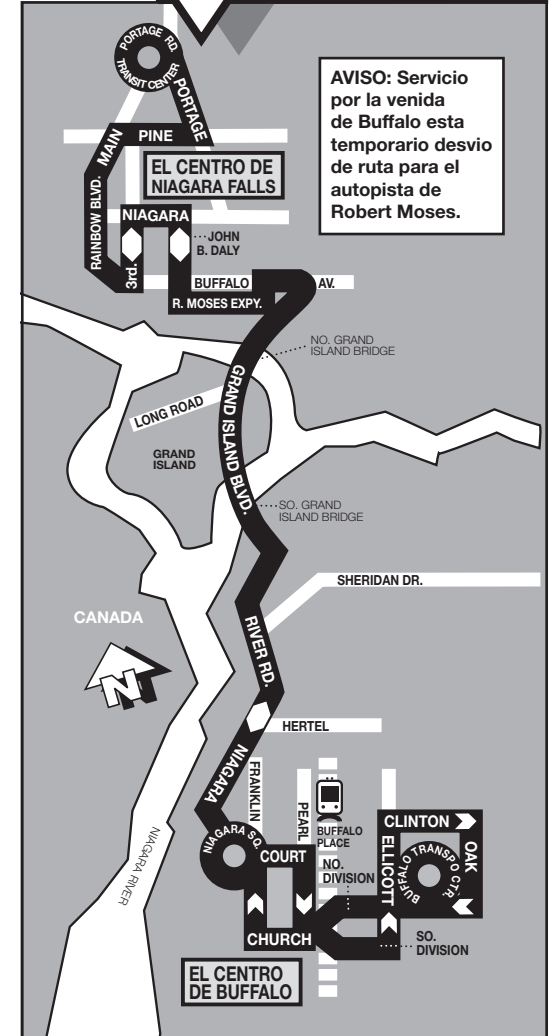 PORTAGE RD.
TRANSIT CENTER
PORTAGE
AVISO: Servicio
por la venida
de Buffalo esta
temporario desvio
de ruta para el
autopista de
Robert Moses.
MAIN
PINE
EL CENTRO DE
NIAGARA FALLS
RAINBOW BLVD.
NIAGARA
3rd.
JOHN
B. DALY
BUFFALO
AV.
R. MOSES EXPY.
NO. GRAND
ISLAND BRIDGE
GRAND ISLAND BLVD.
LONG ROAD
GRAND
ISLAND
SO. GRAND
ISLAND BRIDGE
SHERIDAN DR.
CANADA
N
RIVER RD.
HERTEL
NIAGARA
FRANKLIN
PEARL
BUFFALO
PLACE
NIAGARA SQ.
COURT
NO.
DIVISION
CLINTON
ELLICOTT
BUFFALO TRANSPO CTR.
OAK
NIAGARA RIVER
CHURCH
SO.
DIVISION
EL CENTRO
DE BUFFALO